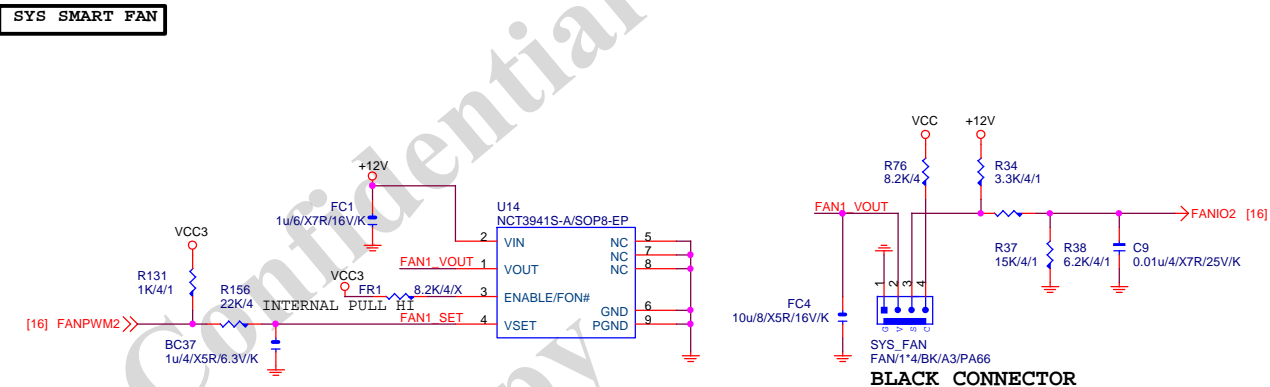 SYS SMART FAN
Confidential
opy
+12V
FC1
1u/6/X7R/16V/K
U14
NCT3941S-A/SOP8-EP
2 VIN
FAN1_VOUT 1 VOUT
VCC3
FR1 8.2K/4/X
3 ENABLE/FON#
INTERNAL PULL HI
FAN1_SET 4 VSET
NC 5
NC 7
NC 8
GND 6
PGND 9
VCC3
R131
1K/4/1
R156
22K/4
[16] FANPWM2
BC37
1u/4/X5R/6.3V/K
VCC
+12V
R76
8.2K/4
R34
3.3K/4/1
FAN1_VOUT
FANIO2 [16]
R37
15K/4/1
R38
6.2K/4/1
C9
0.01u/4/X7R/25V/K
FC4
10u/8/X5R/16V/K
1 2 3 4
G V S C
SYS_FAN
FAN/1*4/BK/A3/PA66
BLACK CONNECTOR